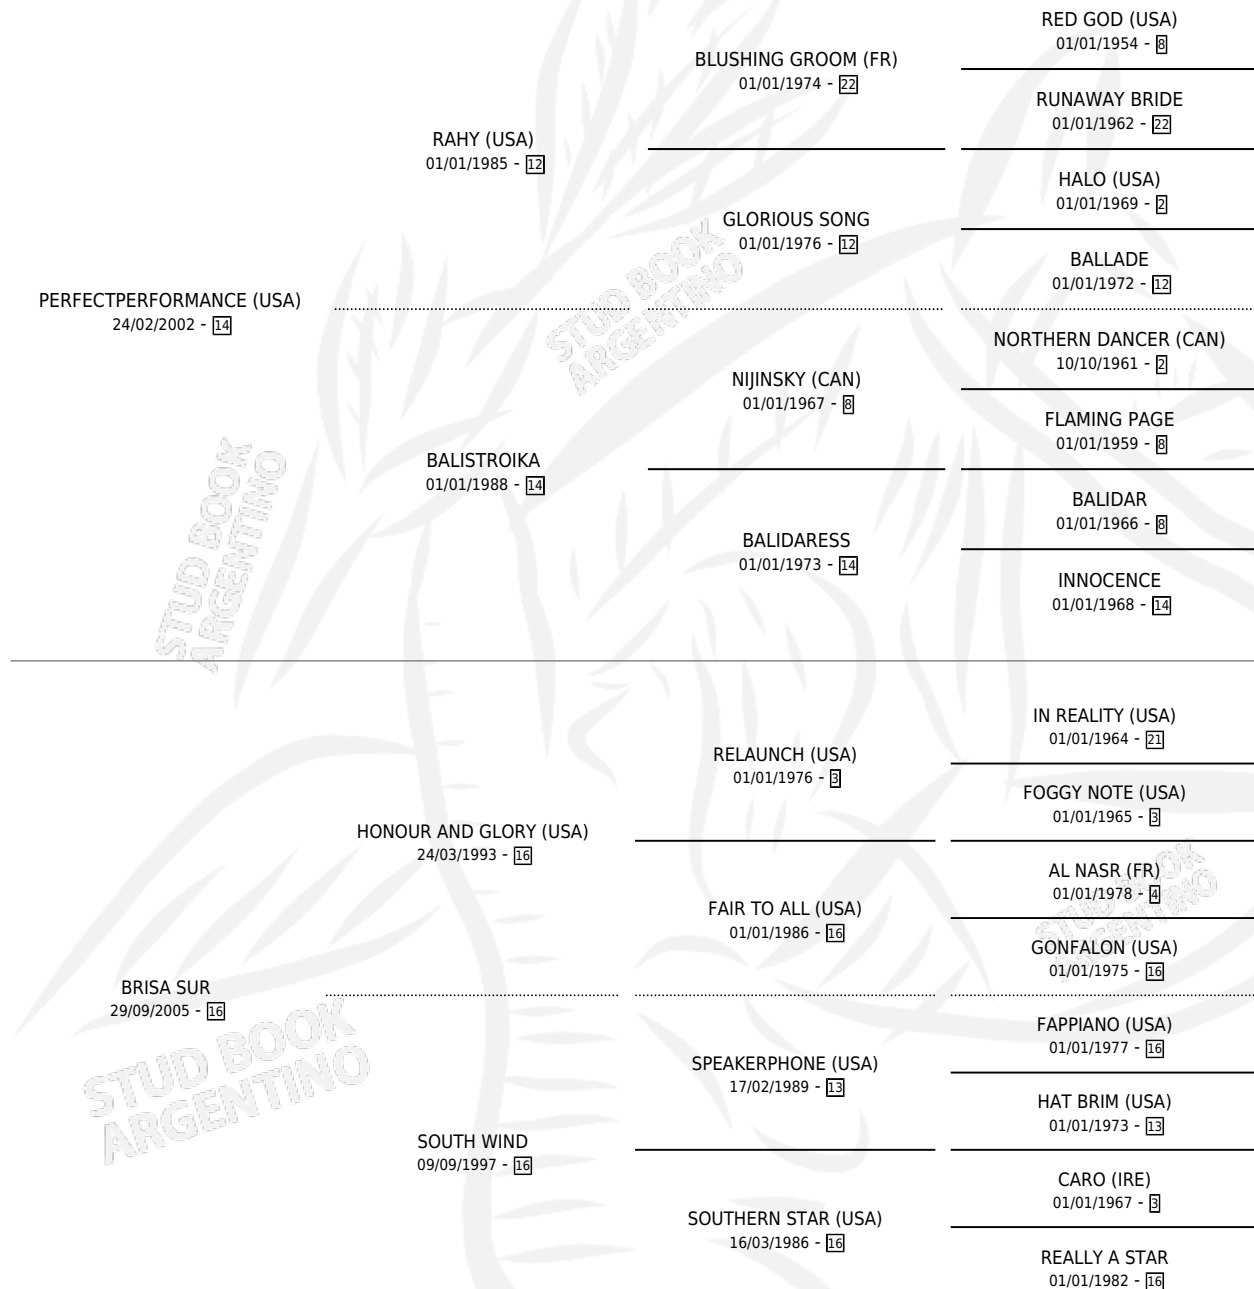 RED GOD (USA)
01/01/1954 - 8
BLUSHING GROOM (FR)
01/01/1974 - 22
RUNAWAY BRIDE
01/01/1962 - 22
RAHY (USA)
01/01/1985 - 12
HALO (USA)
01/01/1969 - 2
GLORIOUS SONG
01/01/1976 - 12
BALLADE
01/01/1972 - 12
PERFECTPERFORMANCE (USA)
24/02/2002 - 14
NORTHERN DANCER (CAN)
10/10/1961 - 2
NIJINSKY (CAN)
01/01/1967 - 8
FLAMING PAGE
01/01/1959 - 8
BALISTROIKA
01/01/1988 - 14
BALIDAR
01/01/1966 - 8
BALIDARESS
01/01/1973 - 14
INNOCENCE
01/01/1968 - 14
IN REALITY (USA)
01/01/1964 - 21
RELAUNCH (USA)
01/01/1976 - 3
FOGGY NOTE (USA)
01/01/1965 - 3
HONOUR AND GLORY (USA)
24/03/1993 - 16
AL NASR (FR)
01/01/1978 - 4
FAIR TO ALL (USA)
01/01/1986 - 16
GONFALON (USA)
01/01/1975 - 16
BRISA SUR
29/09/2005 - 16
FAPPIANO (USA)
01/01/1977 - 16
SPEAKERPHONE (USA)
17/02/1989 - 13
HAT BRIM (USA)
01/01/1973 - 13
SOUTH WIND
09/09/1997 - 16
CARO (IRE)
01/01/1967 - 3
SOUTHERN STAR (USA)
16/03/1986 - 16
REALLY A STAR
01/01/1982 - 16
STUD BOOK
ARGENTINO
STUD BOOK
ARGENTINO
STUD BOOK
ARGENTINO
STUD BOOK
ARGENTINO